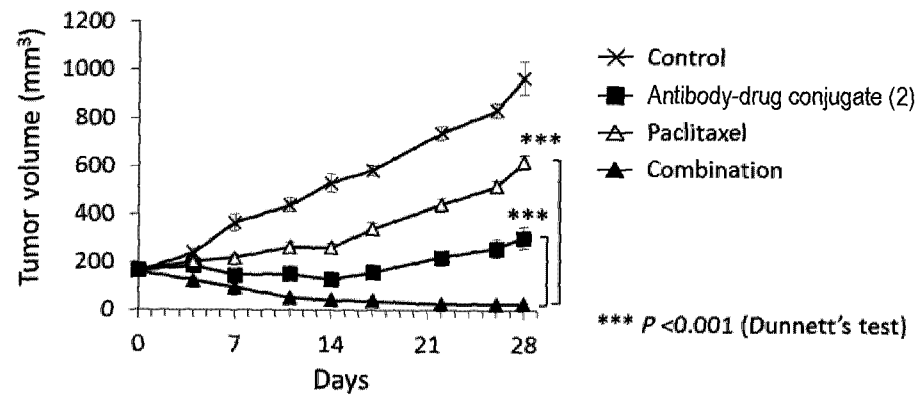 1200
1000
800
600
400
200
0
Tumor volume (mm³)
0 7 14 21 28
Days
***
***
Control
Antibody-drug conjugate (2)
Paclitaxel
Combination
*** P <0.001 (Dunnett's test)